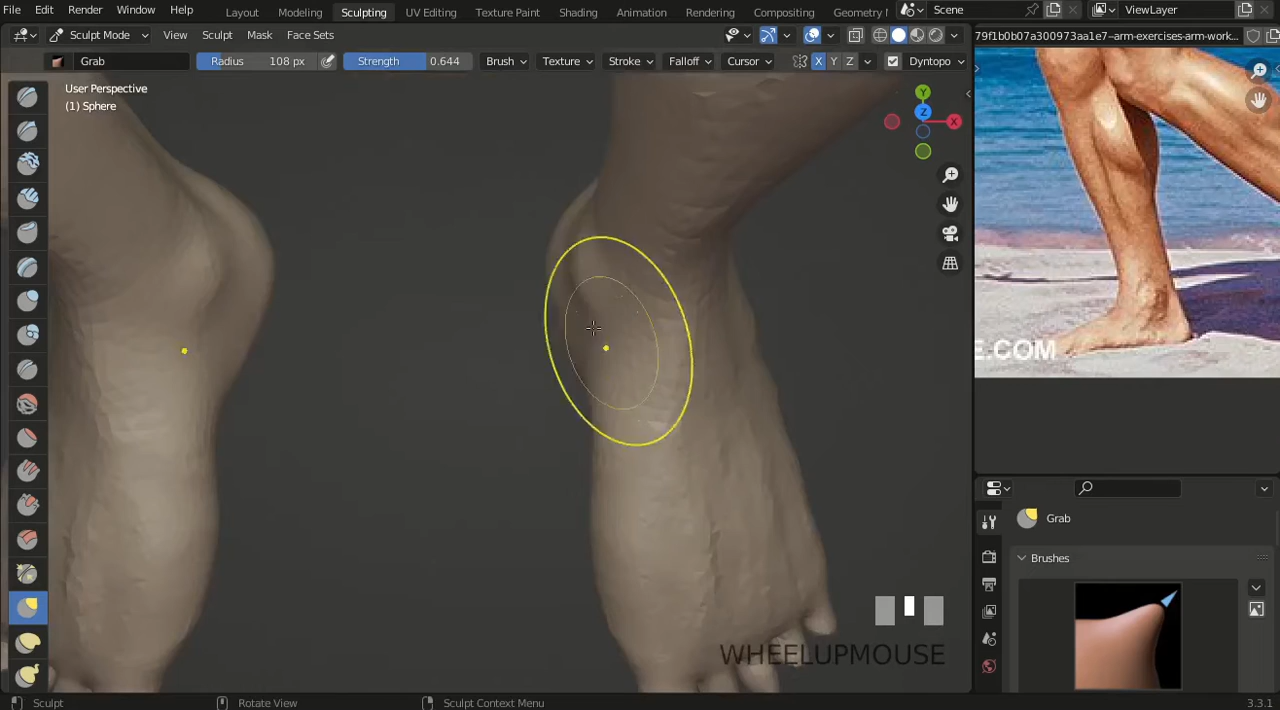 File Edit Render Window Help Layout Modeling Sculpting UV Editing Texture Paint Shading Animation Rendering Compositing Geometry N Scene ViewLayer
Sculpt Mode View Sculpt Mask Face Sets 79f1b0b07a300973aa1e7--arm-exercises-arm-work...
Grab Radius 108 px Strength 0.644 Brush Texture Stroke Falloff Cursor X Y Z Dyntopo
User Perspective
(1) Sphere
Y
Z
X
E.COM
Grab
Brushes
WHEELUPMOUSE
Sculpt Rotate View Sculpt Context Menu 3.3.1